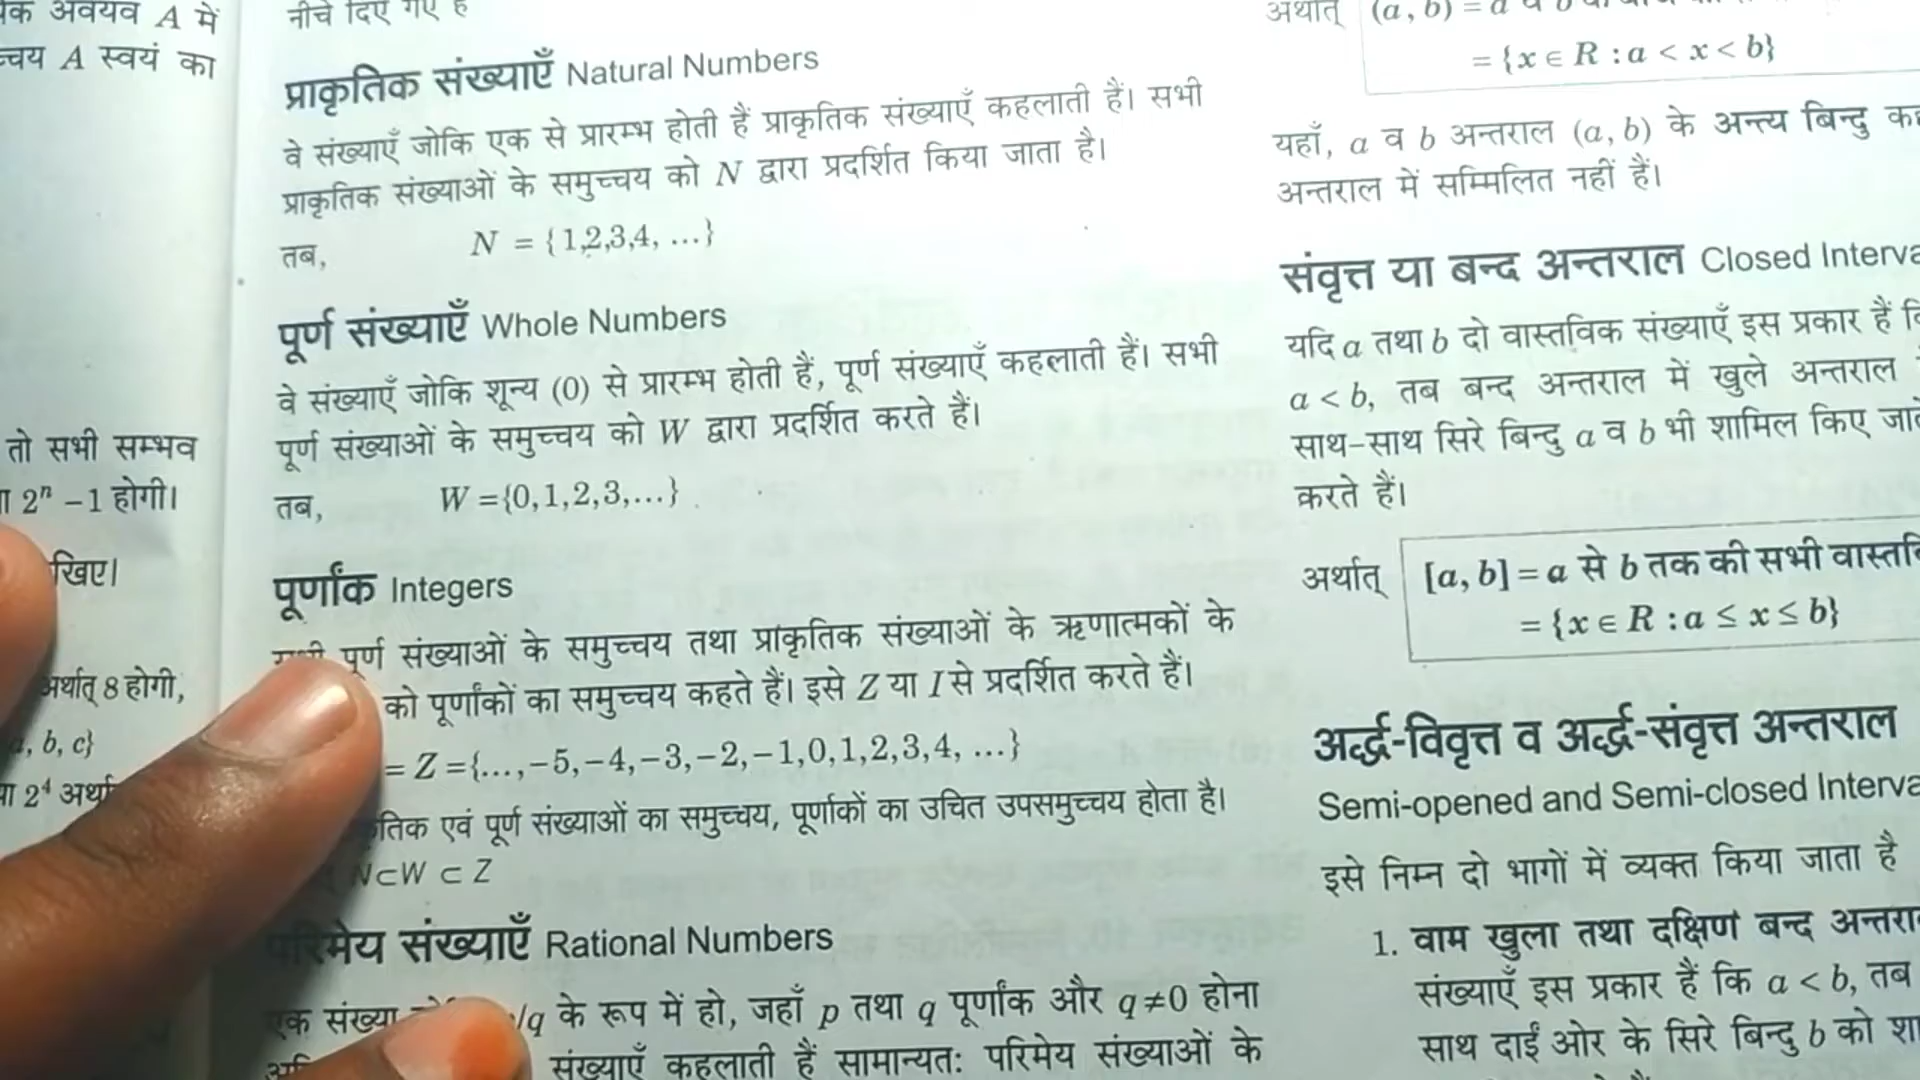 अवयव A में
A स्वयं का
तो सभी सम्भव
2ⁿ – 1 होगी।
अर्थात् 8 होगी,
b, c}
2⁴
नीचे दिए गए हैं
प्राकृतिक संख्याएँ Natural Numbers
वे संख्याएँ जोकि एक से प्रारम्भ होती हैं प्राकृतिक संख्याएँ कहलाती हैं। सभी
प्राकृतिक संख्याओं के समुच्चय को N द्वारा प्रदर्शित किया जाता है।
तब, N = {1,2,3,4, ...}
पूर्ण संख्याएँ Whole Numbers
वे संख्याएँ जोकि शून्य (0) से प्रारम्भ होती हैं, पूर्ण संख्याएँ कहलाती हैं। सभी
पूर्ण संख्याओं के समुच्चय को W द्वारा प्रदर्शित करते हैं।
तब, W ={0,1,2,3,...}
पूर्णांक Integers
पूर्ण संख्याओं के समुच्चय तथा प्राकृतिक संख्याओं के ऋणात्मकों के
को पूर्णांकों का समुच्चय कहते हैं। इसे Z या I से प्रदर्शित करते हैं।
= Z ={...,–5,–4,–3,–2,–1,0,1,2,3,4, ...}
एवं पूर्ण संख्याओं का समुच्चय, पूर्णाकों का उचित उपसमुच्चय होता है।
N⊂W ⊂ Z
परिमेय संख्याएँ Rational Numbers
एक संख्या /q के रूप में हो, जहाँ p तथा q पूर्णांक और q ≠ 0 होना
संख्याएँ कहलाती हैं सामान्यत: परिमेय संख्याओं के
अर्थात् (a, b) = a
= {x ∈ R : a < x < b}
यहाँ, a व b अन्तराल (a, b) के अन्त्य बिन्दु
अन्तराल में सम्मिलित नहीं हैं।
संवृत्त या बन्द अन्तराल Closed
यदि a तथा b दो वास्तविक संख्याएँ इस प्रकार हैं
a < b, तब बन्द अन्तराल में खुले अन्तराल
साथ-साथ सिरे बिन्दु a व b भी शामिल किए
करते हैं।
अर्थात् [a, b] = a से b तक की सभी
= {x ∈ R : a ≤ x ≤ b}
अर्द्ध-विवृत्त व अर्द्ध-संवृत्त अन्तराल
Semi-opened and Semi-closed
इसे निम्न दो भागों में व्यक्त किया जाता है
1. वाम खुला तथा दक्षिण बन्द
संख्याएँ इस प्रकार हैं कि a < b, तब
साथ दाईं ओर के सिरे बिन्दु b को